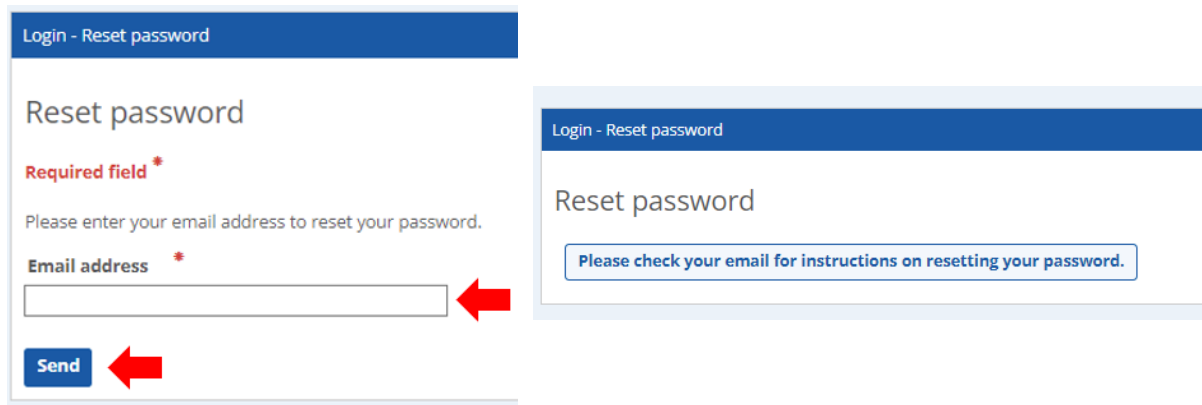 Login - Reset password
Reset password
Required field *
Please enter your email address to reset your password.
Email address *
Send
Login - Reset password
Reset password
Please check your email for instructions on resetting your password.